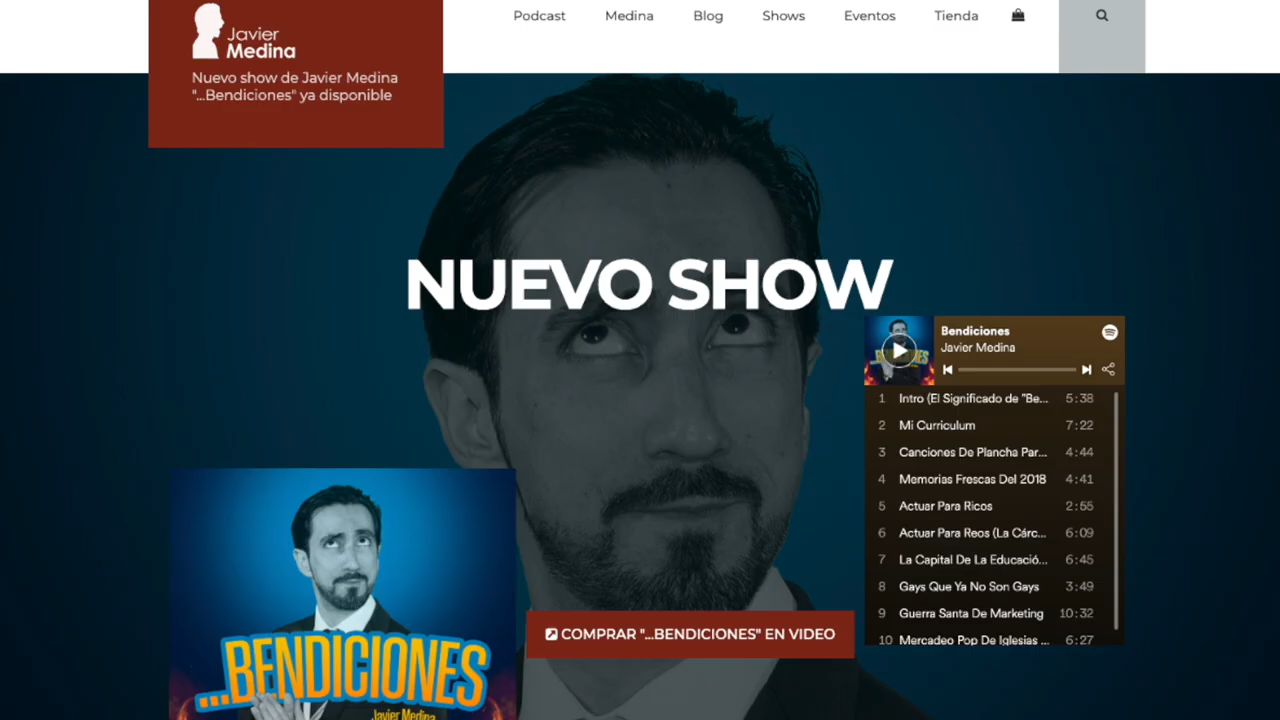 Podcast
Medina
Blog
Shows
Eventos
Tienda
Javier
Medina
Nuevo show de Javier Medina
"...Bendiciones" ya disponible
NUEVO SHOW
Bendiciones
Javier Medina
1 Intro (El Significado de "Be... 5:38
2 Mi Curriculum 7:22
3 Canciones De Plancha Par... 4:44
4 Memorias Frescas Del 2018 4:41
5 Actuar Para Ricos 2:55
6 Actuar Para Reos (La Cárc... 6:09
7 La Capital De La Educació... 6:45
8 Gays Que Ya No Son Gays 3:49
9 Guerra Santa De Marketing 10:32
10 Mercadeo Pop De Iglesias ... 6:27
COMPRAR "...BENDICIONES" EN VIDEO
...BENDICIONES
Javier Medina